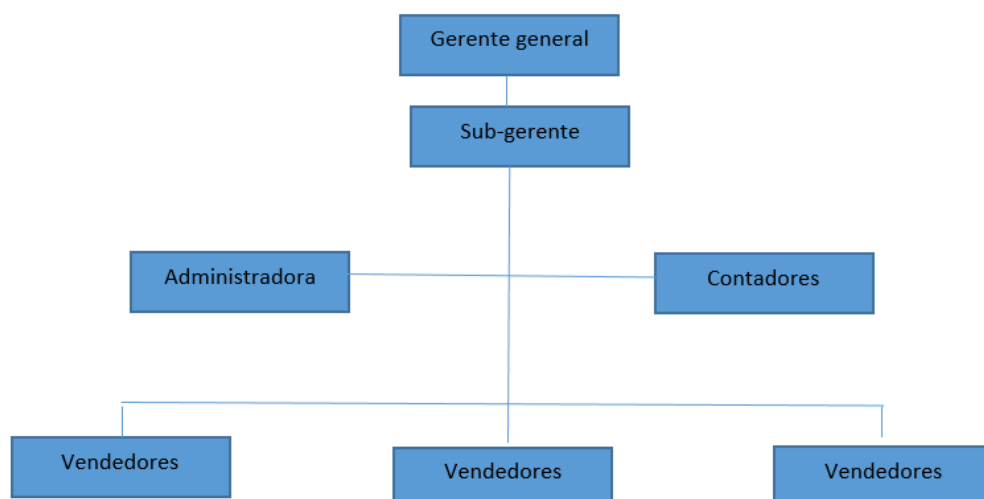 Gerente general
Sub-gerente
Administradora
Contadores
Vendedores
Vendedores
Vendedores